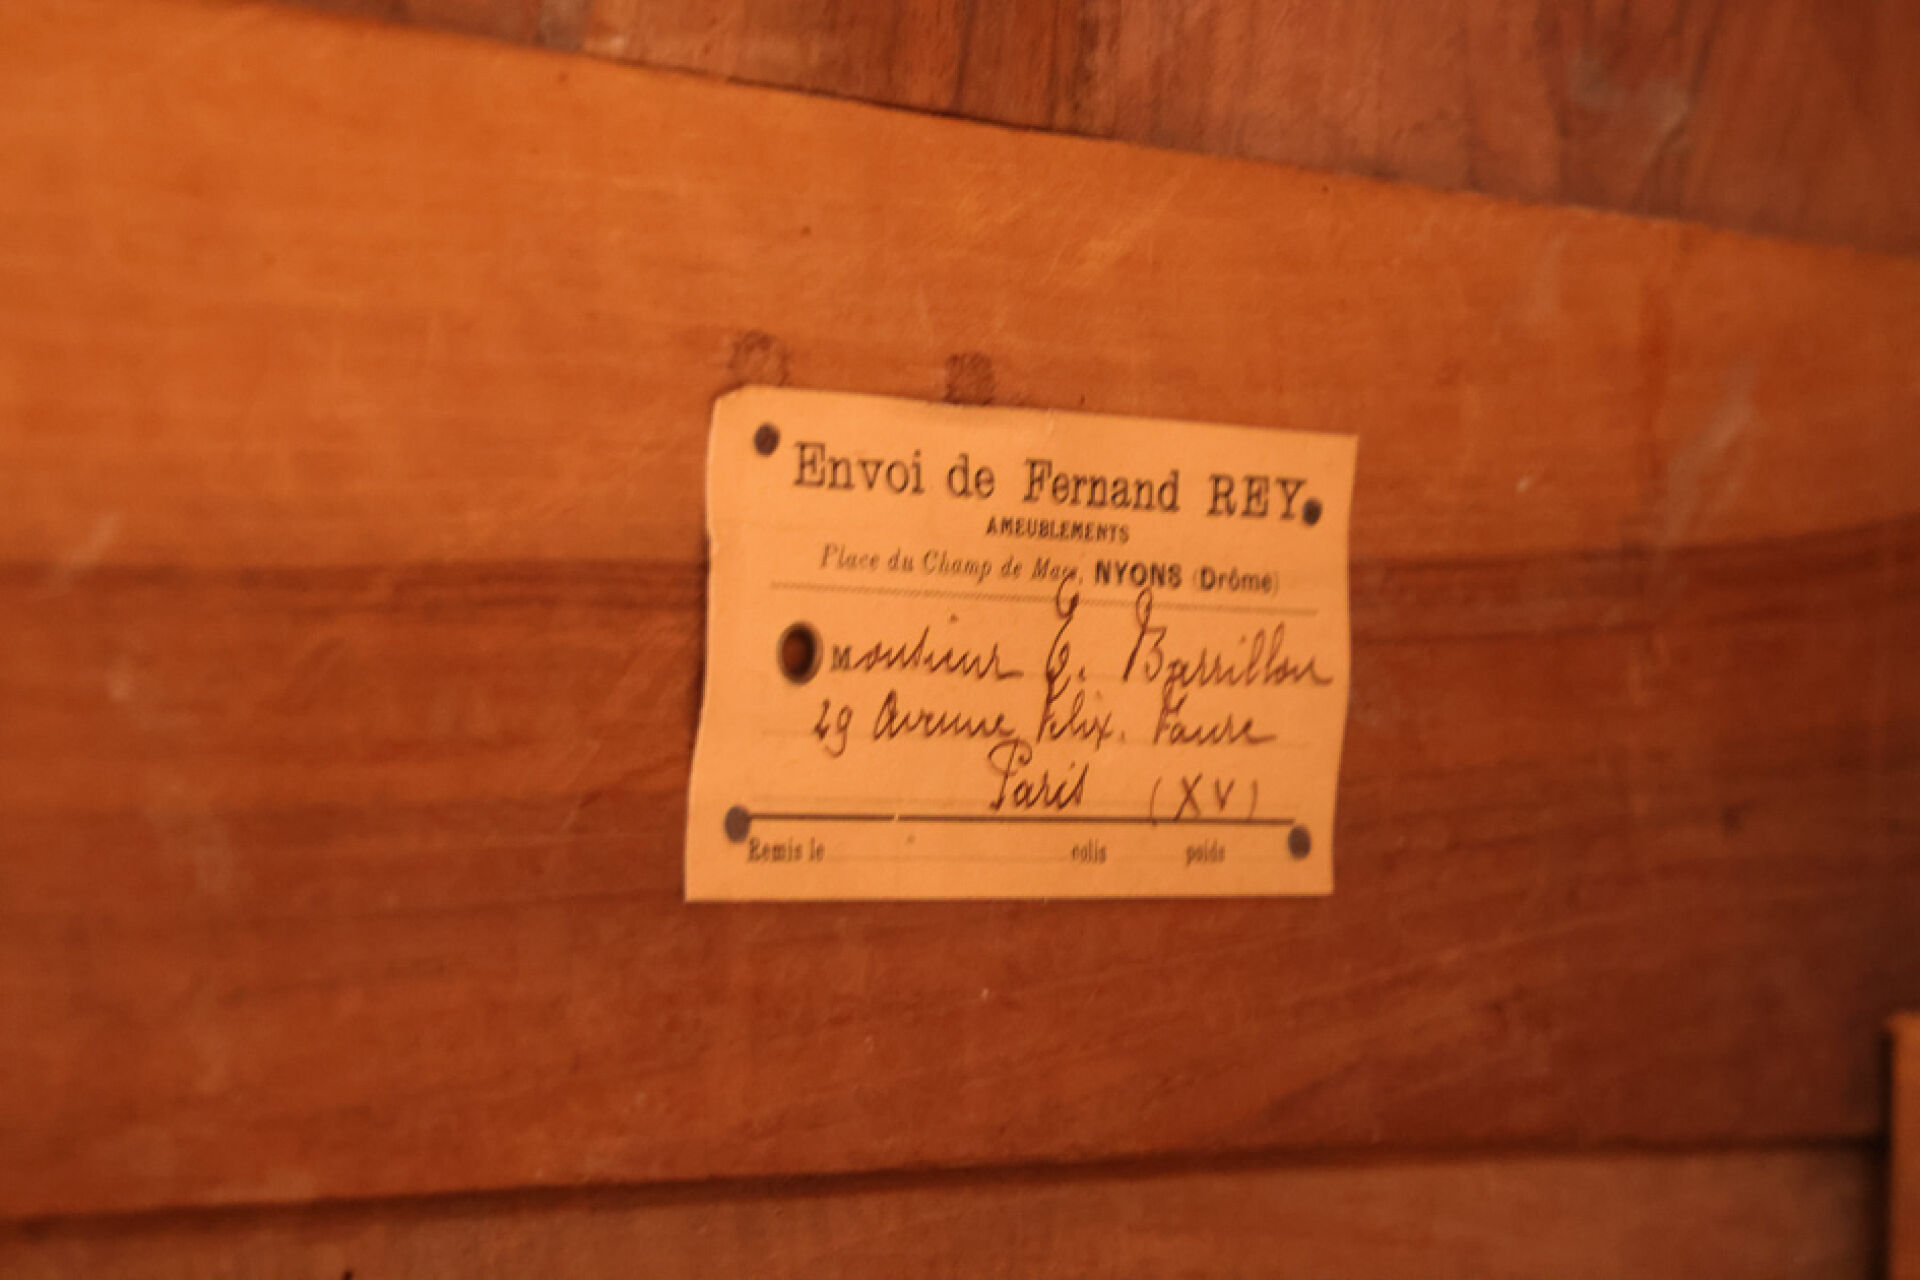 Envoi de Fernand REY.
AMEUBLEMENTS
Place du Champ de Mars, NYONS (Drôme)
Monsieur E. Barrillon
29 Avenue Félix. Faure
Paris (XV)
Remis le colis poids